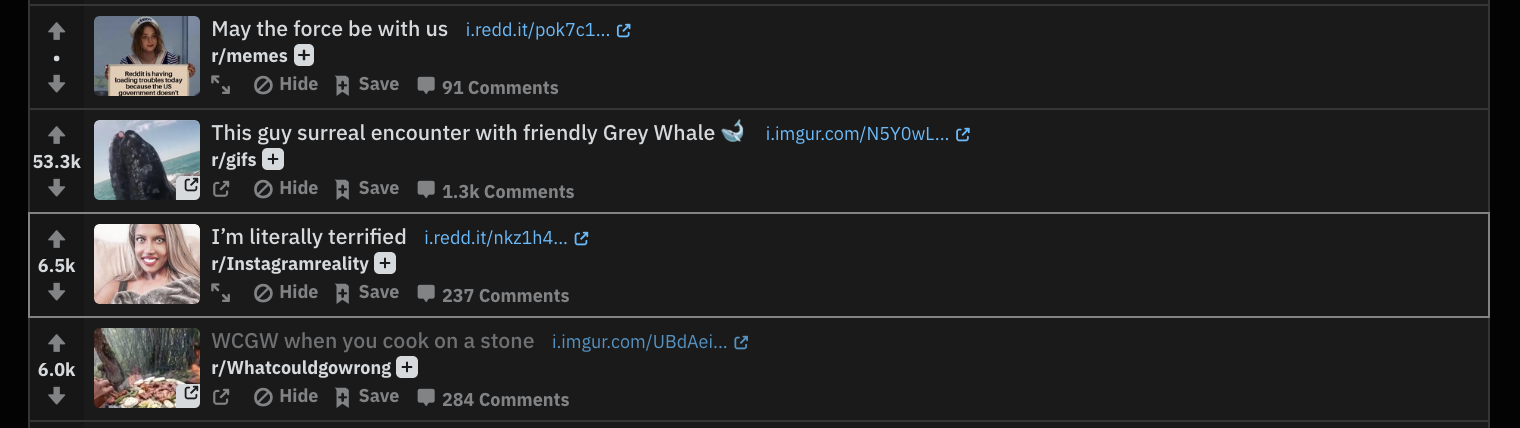 May the force be with us i.redd.it/pok7c1...
r/memes
Reddit is having
loading troubles today
because the US
government doesn't
Hide Save 91 Comments
This guy surreal encounter with friendly Grey Whale 🐋 i.imgur.com/N5Y0wL...
53.3k
r/gifs
Hide Save 1.3k Comments
I'm literally terrified i.redd.it/nkz1h4...
6.5k
r/Instagramreality
Hide Save 237 Comments
WCGW when you cook on a stone i.imgur.com/UBdAei...
6.0k
r/Whatcouldgowrong
Hide Save 284 Comments